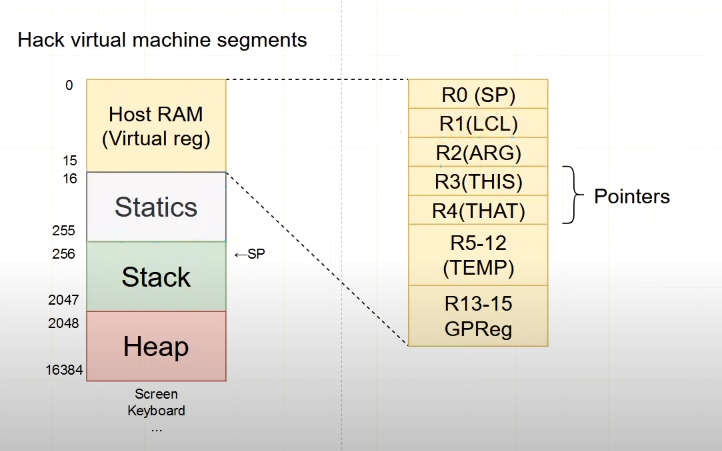 Hack virtual machine segments
0
Host RAM
(Virtual reg)
15
16
Statics
255
256
Stack
←SP
2047
2048
Heap
16384
Screen
Keyboard
...
R0 (SP)
R1(LCL)
R2(ARG)
R3(THIS)
R4(THAT)
Pointers
R5-12
(TEMP)
R13-15
GPReg